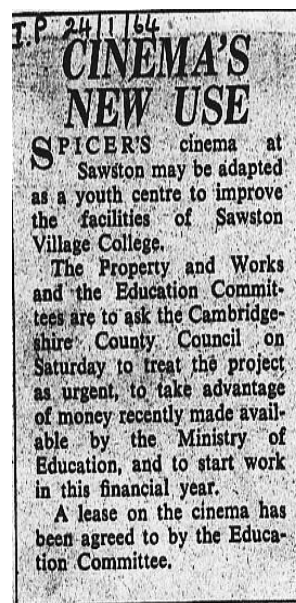 I.P 24/1/64
CINEMA'S
NEW USE
SPICER'S cinema at
Sawston may be adapted
as a youth centre to improve
the facilities of Sawston
Village College.
The Property and Works
and the Education Commit-
tees are to ask the Cambridge-
shire County Council on
Saturday to treat the project
as urgent, to take advantage
of money recently made avail-
able by the Ministry of
Education, and to start work
in this financial year.
A lease on the cinema has
been agreed to by the Educa-
tion Committee.